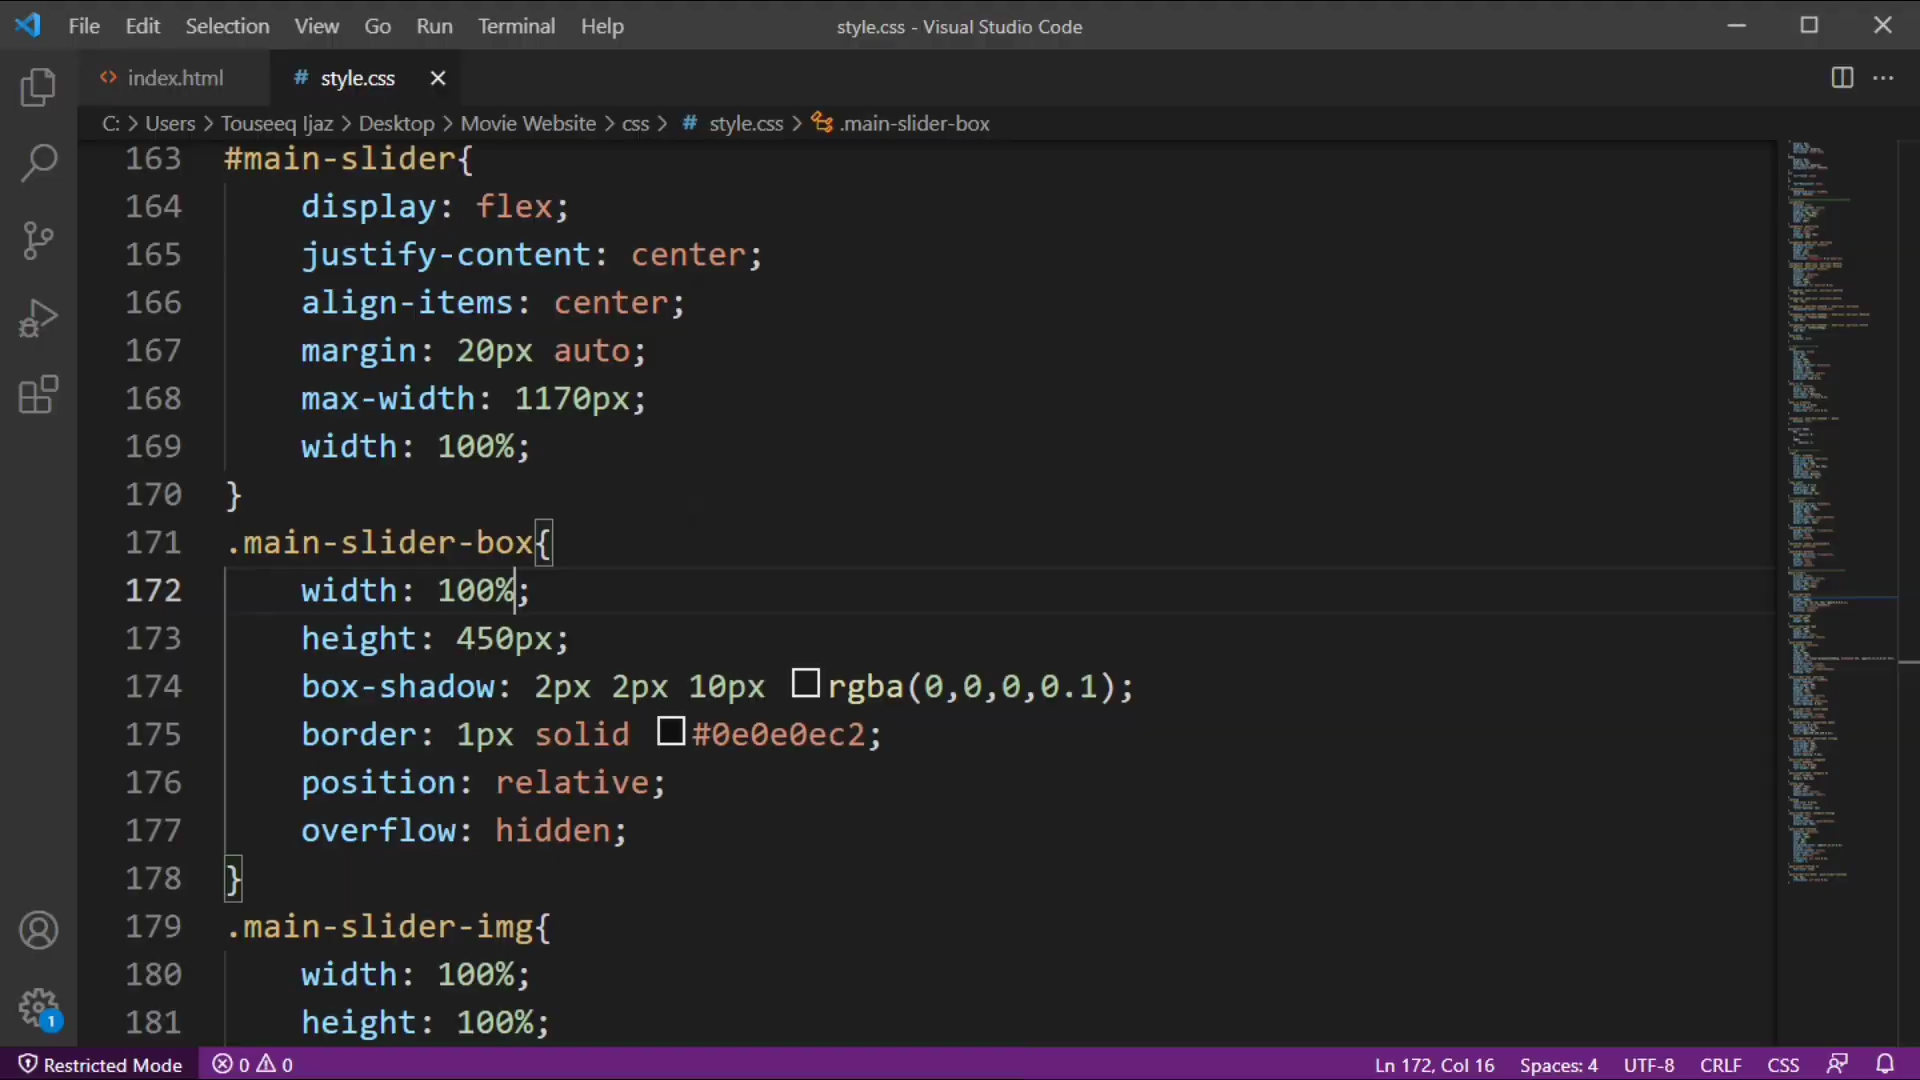 File Edit Selection View Go Run Terminal Help style.css - Visual Studio Code
index.html # style.css
C: > Users > Touseeq Ijaz > Desktop > Movie Website > css > # style.css > .main-slider-box
163 #main-slider{
164 display: flex;
165 justify-content: center;
166 align-items: center;
167 margin: 20px auto;
168 max-width: 1170px;
169 width: 100%;
170 }
171 .main-slider-box{
172 width: 100%;
173 height: 450px;
174 box-shadow: 2px 2px 10px rgba(0,0,0,0.1);
175 border: 1px solid #0e0e0ec2;
176 position: relative;
177 overflow: hidden;
178 }
179 .main-slider-img{
180 width: 100%;
181 height: 100%;
1
Restricted Mode 0 0 Ln 172, Col 16 Spaces: 4 UTF-8 CRLF CSS